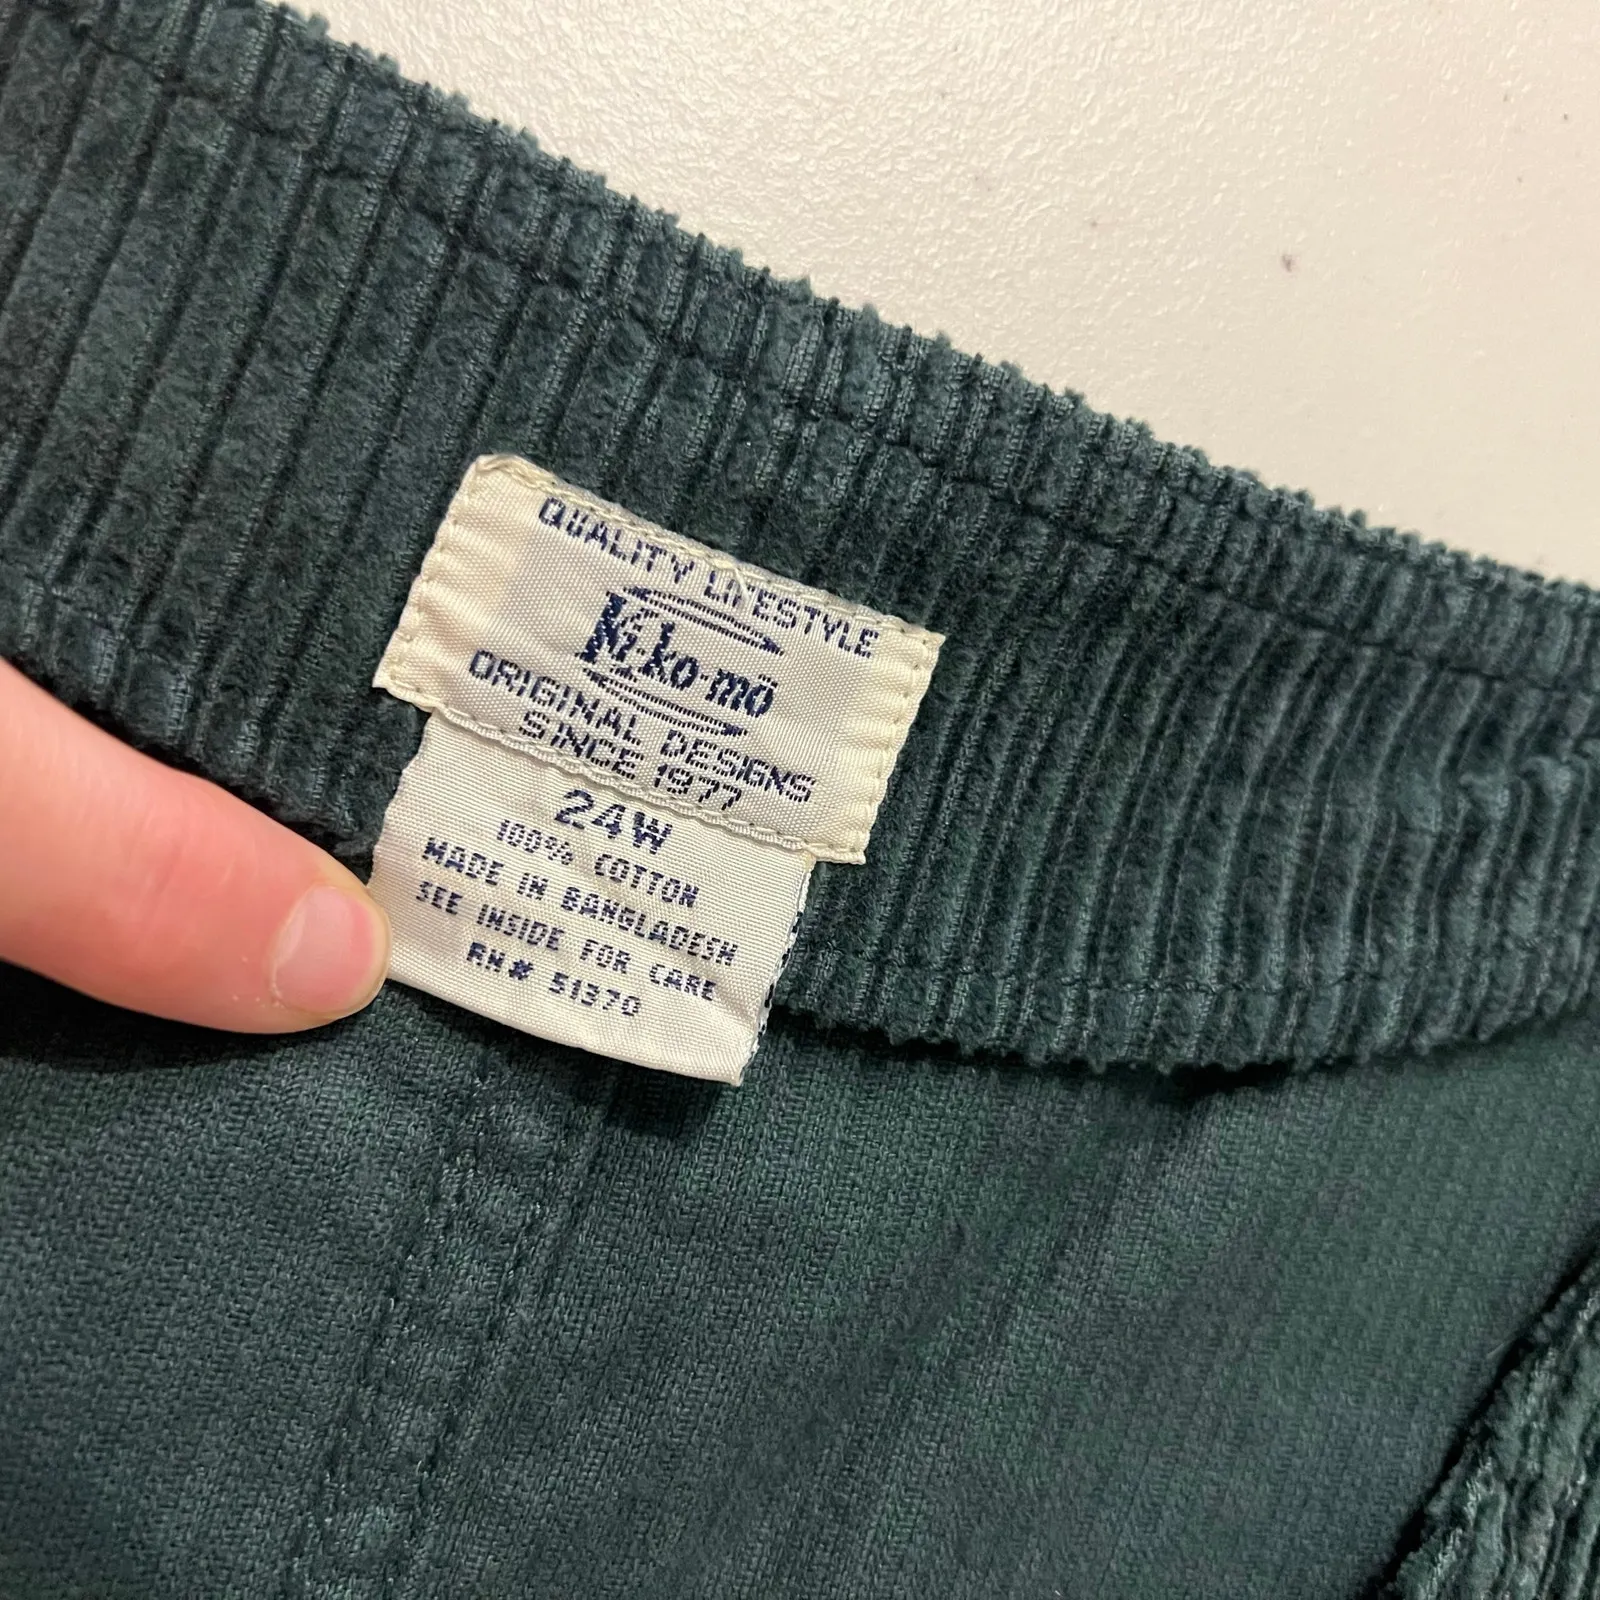 QUALITY LIFESTYLE
Ki·ko·mö
ORIGINAL DESIGNS
SINCE 1977
24W
100% COTTON
MADE IN BANGLADESH
SEE INSIDE FOR CARE
RN# 51370